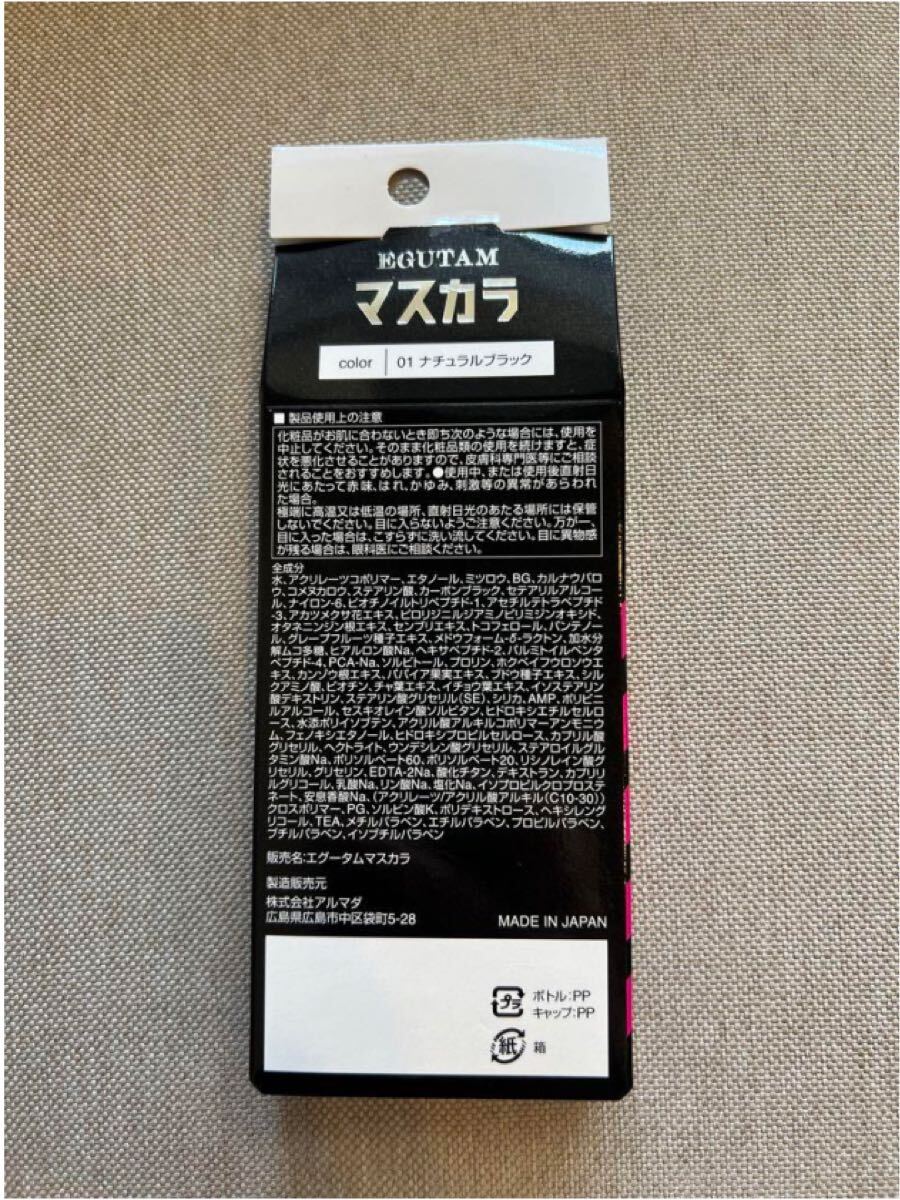 EGUTAM
マスカラ
color 01 ナチュラルブラック
■ 製品使用上の注意
化粧品がお肌に合わないとき即ち次のような場合には、使用を
中止してください。そのまま化粧品類の使用を続けますと、症
状を悪化させることがありますので、皮膚科専門医等にご相談
されることをおすすめします。●使用中、または使用後直射日
光にあたって赤味、はれ、かゆみ、刺激等の異常があらわれ
た場合。
極端に高温又は低温の場所、直射日光のあたる場所には保管
しないでください。目に入らないようご注意ください。万が一、
目に入った場合は、こすらずに洗い流してください。目に異物感
が残る場合は、眼科医にご相談ください。
全成分
水、アクリレーツコポリマー、エタノール、ミツロウ、BG、カルナウバロ
ウ、コメヌカロウ、ステアリン酸、カーボンブラック、セテアリルアルコー
ル、ナイロン-6、ビオチノイルトリペプチド-1、アセチルテトラペプチド
-3、アカツメクサ花エキス、ピロリジニルジアミノピリミジンオキシド、
オタネニンジン根エキス、センブリエキス、トコフェロール、パンテノー
ル、グレープフルーツ種子エキス、メドウフォーム-δ-ラクトン、加水分
解ムコ多糖、ヒアルロン酸Na、ヘキサペプチド-2、パルミトイルペンタ
ペプチド-4、PCA-Na、ソルビトール、プロリン、ホクベイフウロソウエ
キス、カンゾウ根エキス、パパイア果実エキス、ブドウ種子エキス、シル
クアミノ酸、ビオチン、チャ葉エキス、イチョウ葉エキス、イソステアリン
酸デキストリン、ステアリン酸グリセリル(SE)、シリカ、AMP、ポリビニ
ルアルコール、セスキオレイン酸ソルビタン、ヒドロキシエチルセルロ
ース、水添ポリイソブテン、アクリル酸アルキルコポリマーアンモニウ
ム、フェノキシエタノール、ヒドロキシプロピルセルロース、カプリル酸
グリセリル、ヘクトライト、ウンデシレン酸グリセリル、ステアロイルグル
タミン酸Na、ポリソルベート60、ポリソルベート20、リシノレイン酸グ
リセリル、グリセリン、EDTA-2Na、酸化チタン、デキストラン、カプリリ
ルグリコール、乳酸Na、リン酸Na、塩化Na、イソプロピルクロプロステ
ネート、安息香酸Na、(アクリレーツ/アクリル酸アルキル(C10-30))
クロスポリマー、PG、ソルビン酸K、ポリデキストロース、ヘキシレング
リコール、TEA、メチルパラベン、エチルパラベン、プロピルパラベン、
ブチルパラベン、イソブチルパラベン
販売名:エグータムマスカラ
製造販売元
株式会社アルマダ
広島県広島市中区袋町5-28
MADE IN JAPAN
プラ ボトル:PP
キャップ:PP
紙 箱